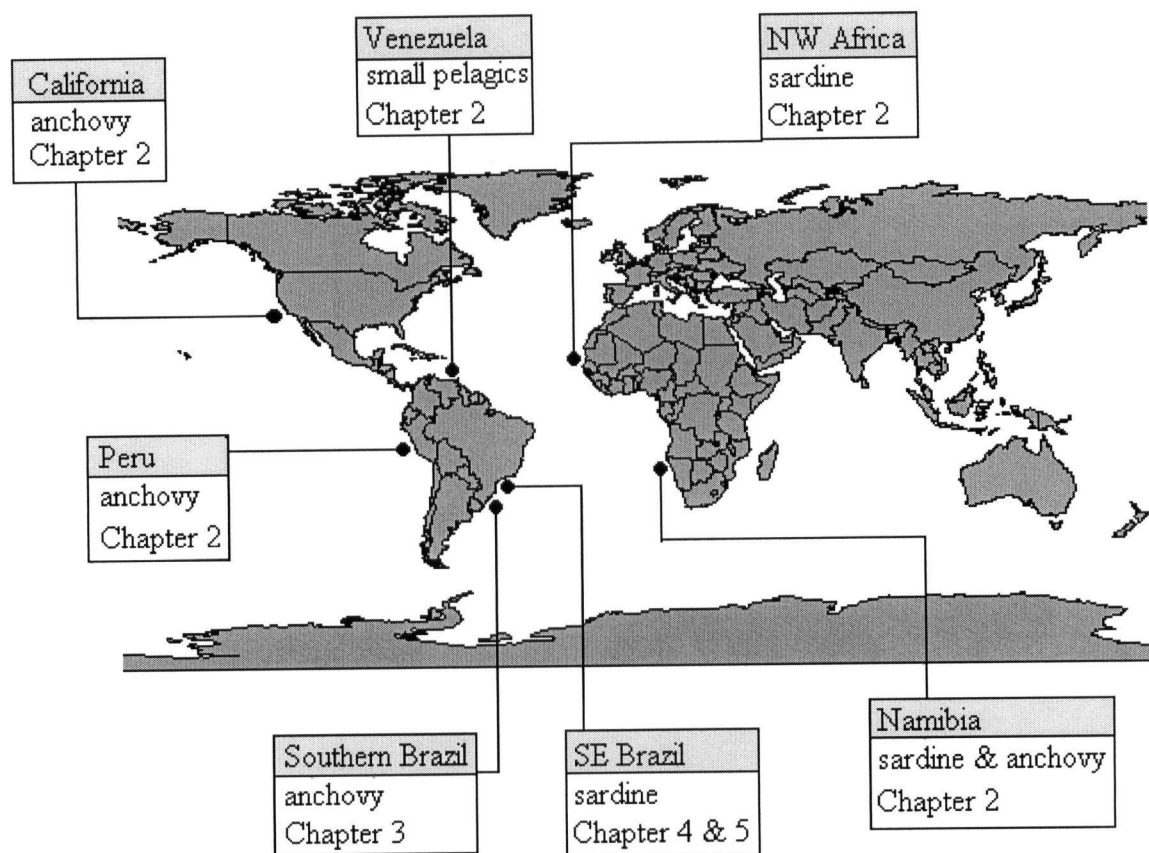 Venezuela
small pelagics
Chapter 2
NW Africa
sardine
Chapter 2
California
anchovy
Chapter 2
Peru
anchovy
Chapter 2
Southern Brazil
anchovy
Chapter 3
SE Brazil
sardine
Chapter 4 & 5
Namibia
sardine & anchovy
Chapter 2